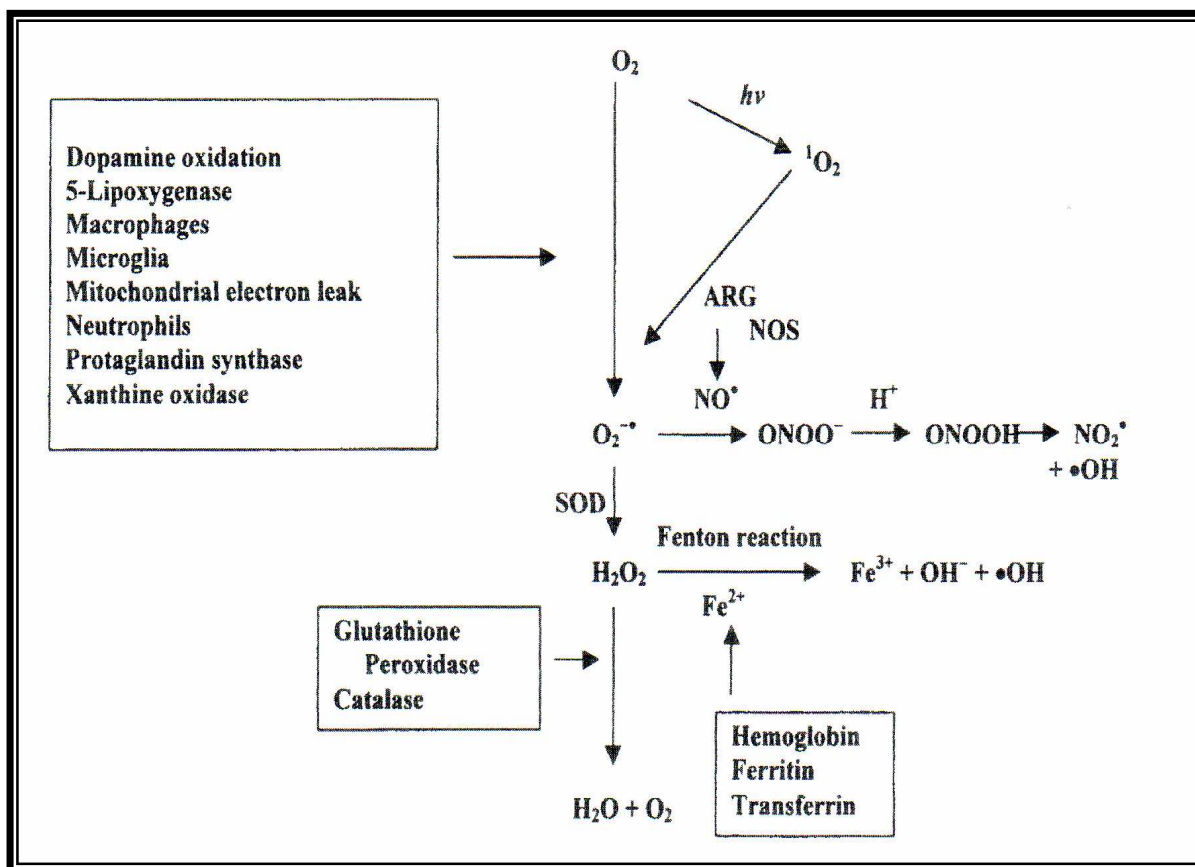 O₂
hν
¹O₂
Dopamine oxidation
5-Lipoxygenase
Macrophages
Microglia
Mitochondrial electron leak
Neutrophils
Protaglandin synthase
Xanthine oxidase
ARG
NOS
NO•
H⁺
O₂⁻•
ONOO⁻
ONOOH
NO₂•
+ •OH
SOD
Fenton reaction
H₂O₂
Fe³⁺ + OH⁻ + •OH
Fe²⁺
Glutathione
Peroxidase
Catalase
Hemoglobin
Ferritin
Transferrin
H₂O + O₂